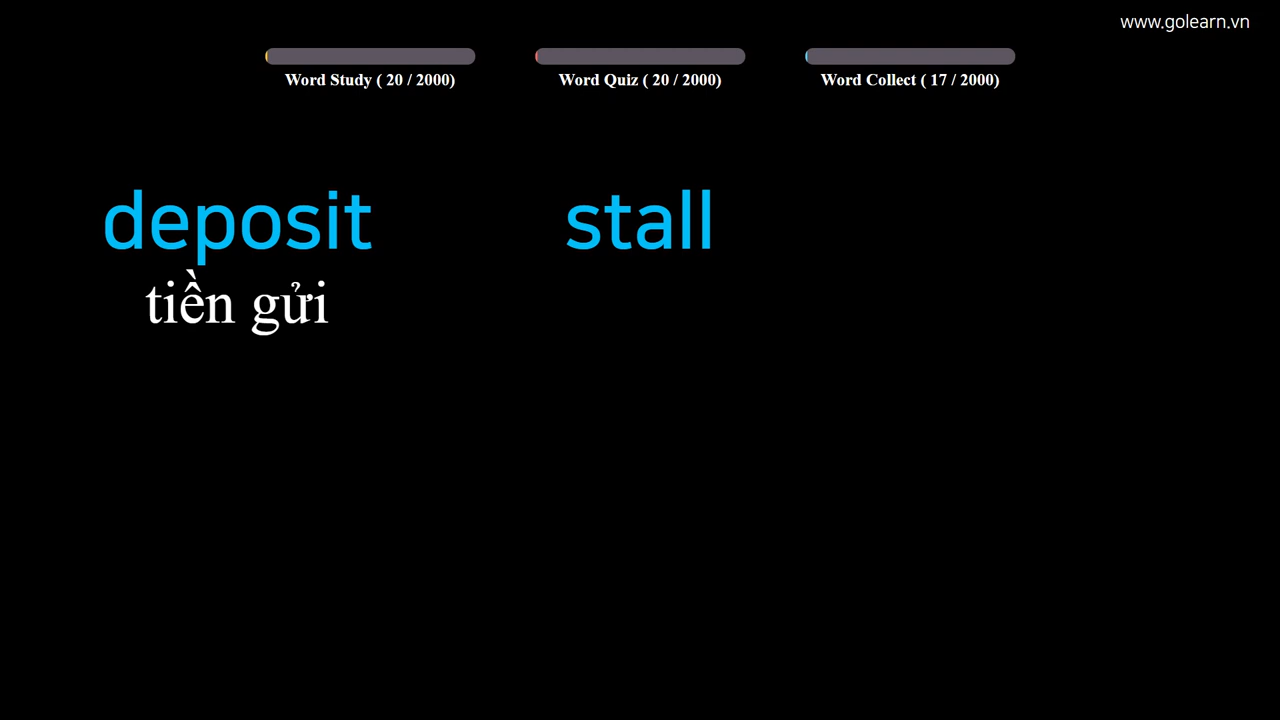 www.golearn.vn
Word Study ( 20 / 2000)
Word Quiz ( 20 / 2000)
Word Collect ( 17 / 2000)
deposit
tiền gửi
stall